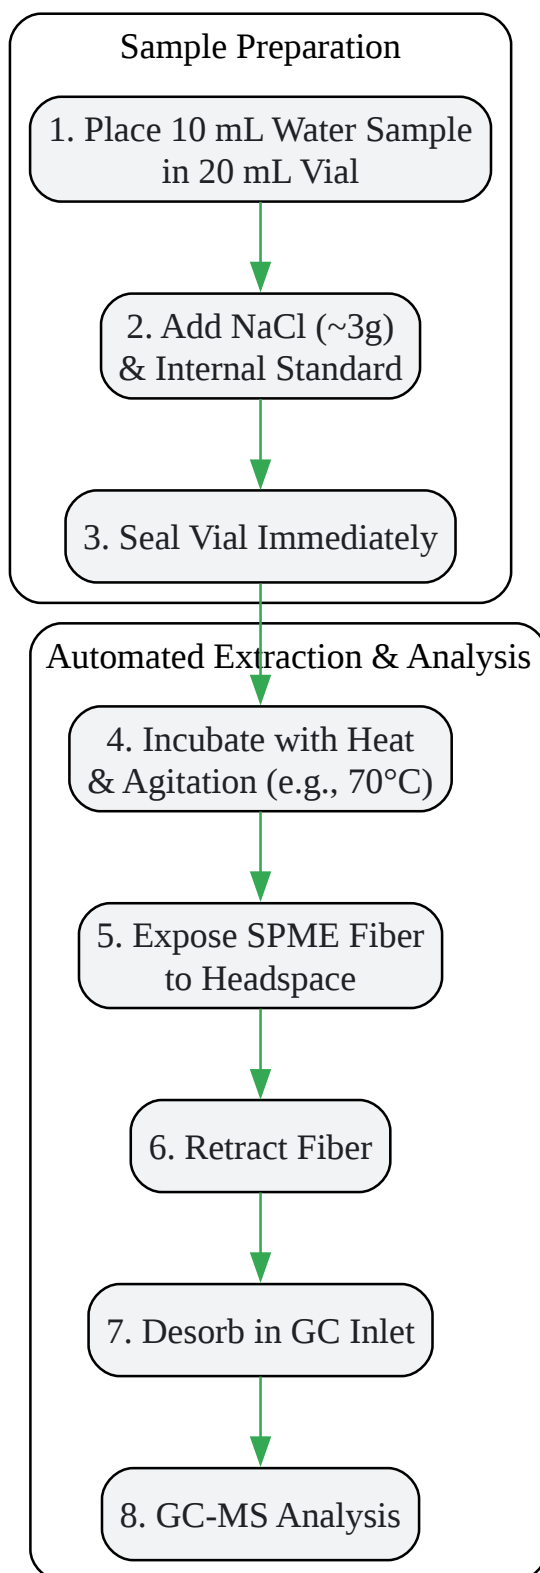 Sample Preparation
1. Place 10 mL Water Sample
in 20 mL Vial
2. Add NaCl (~3g)
& Internal Standard
3. Seal Vial Immediately
Automated Extraction & Analysis
4. Incubate with Heat
& Agitation (e.g., 70°C)
5. Expose SPME Fiber
to Headspace
6. Retract Fiber
7. Desorb in GC Inlet
8. GC-MS Analysis